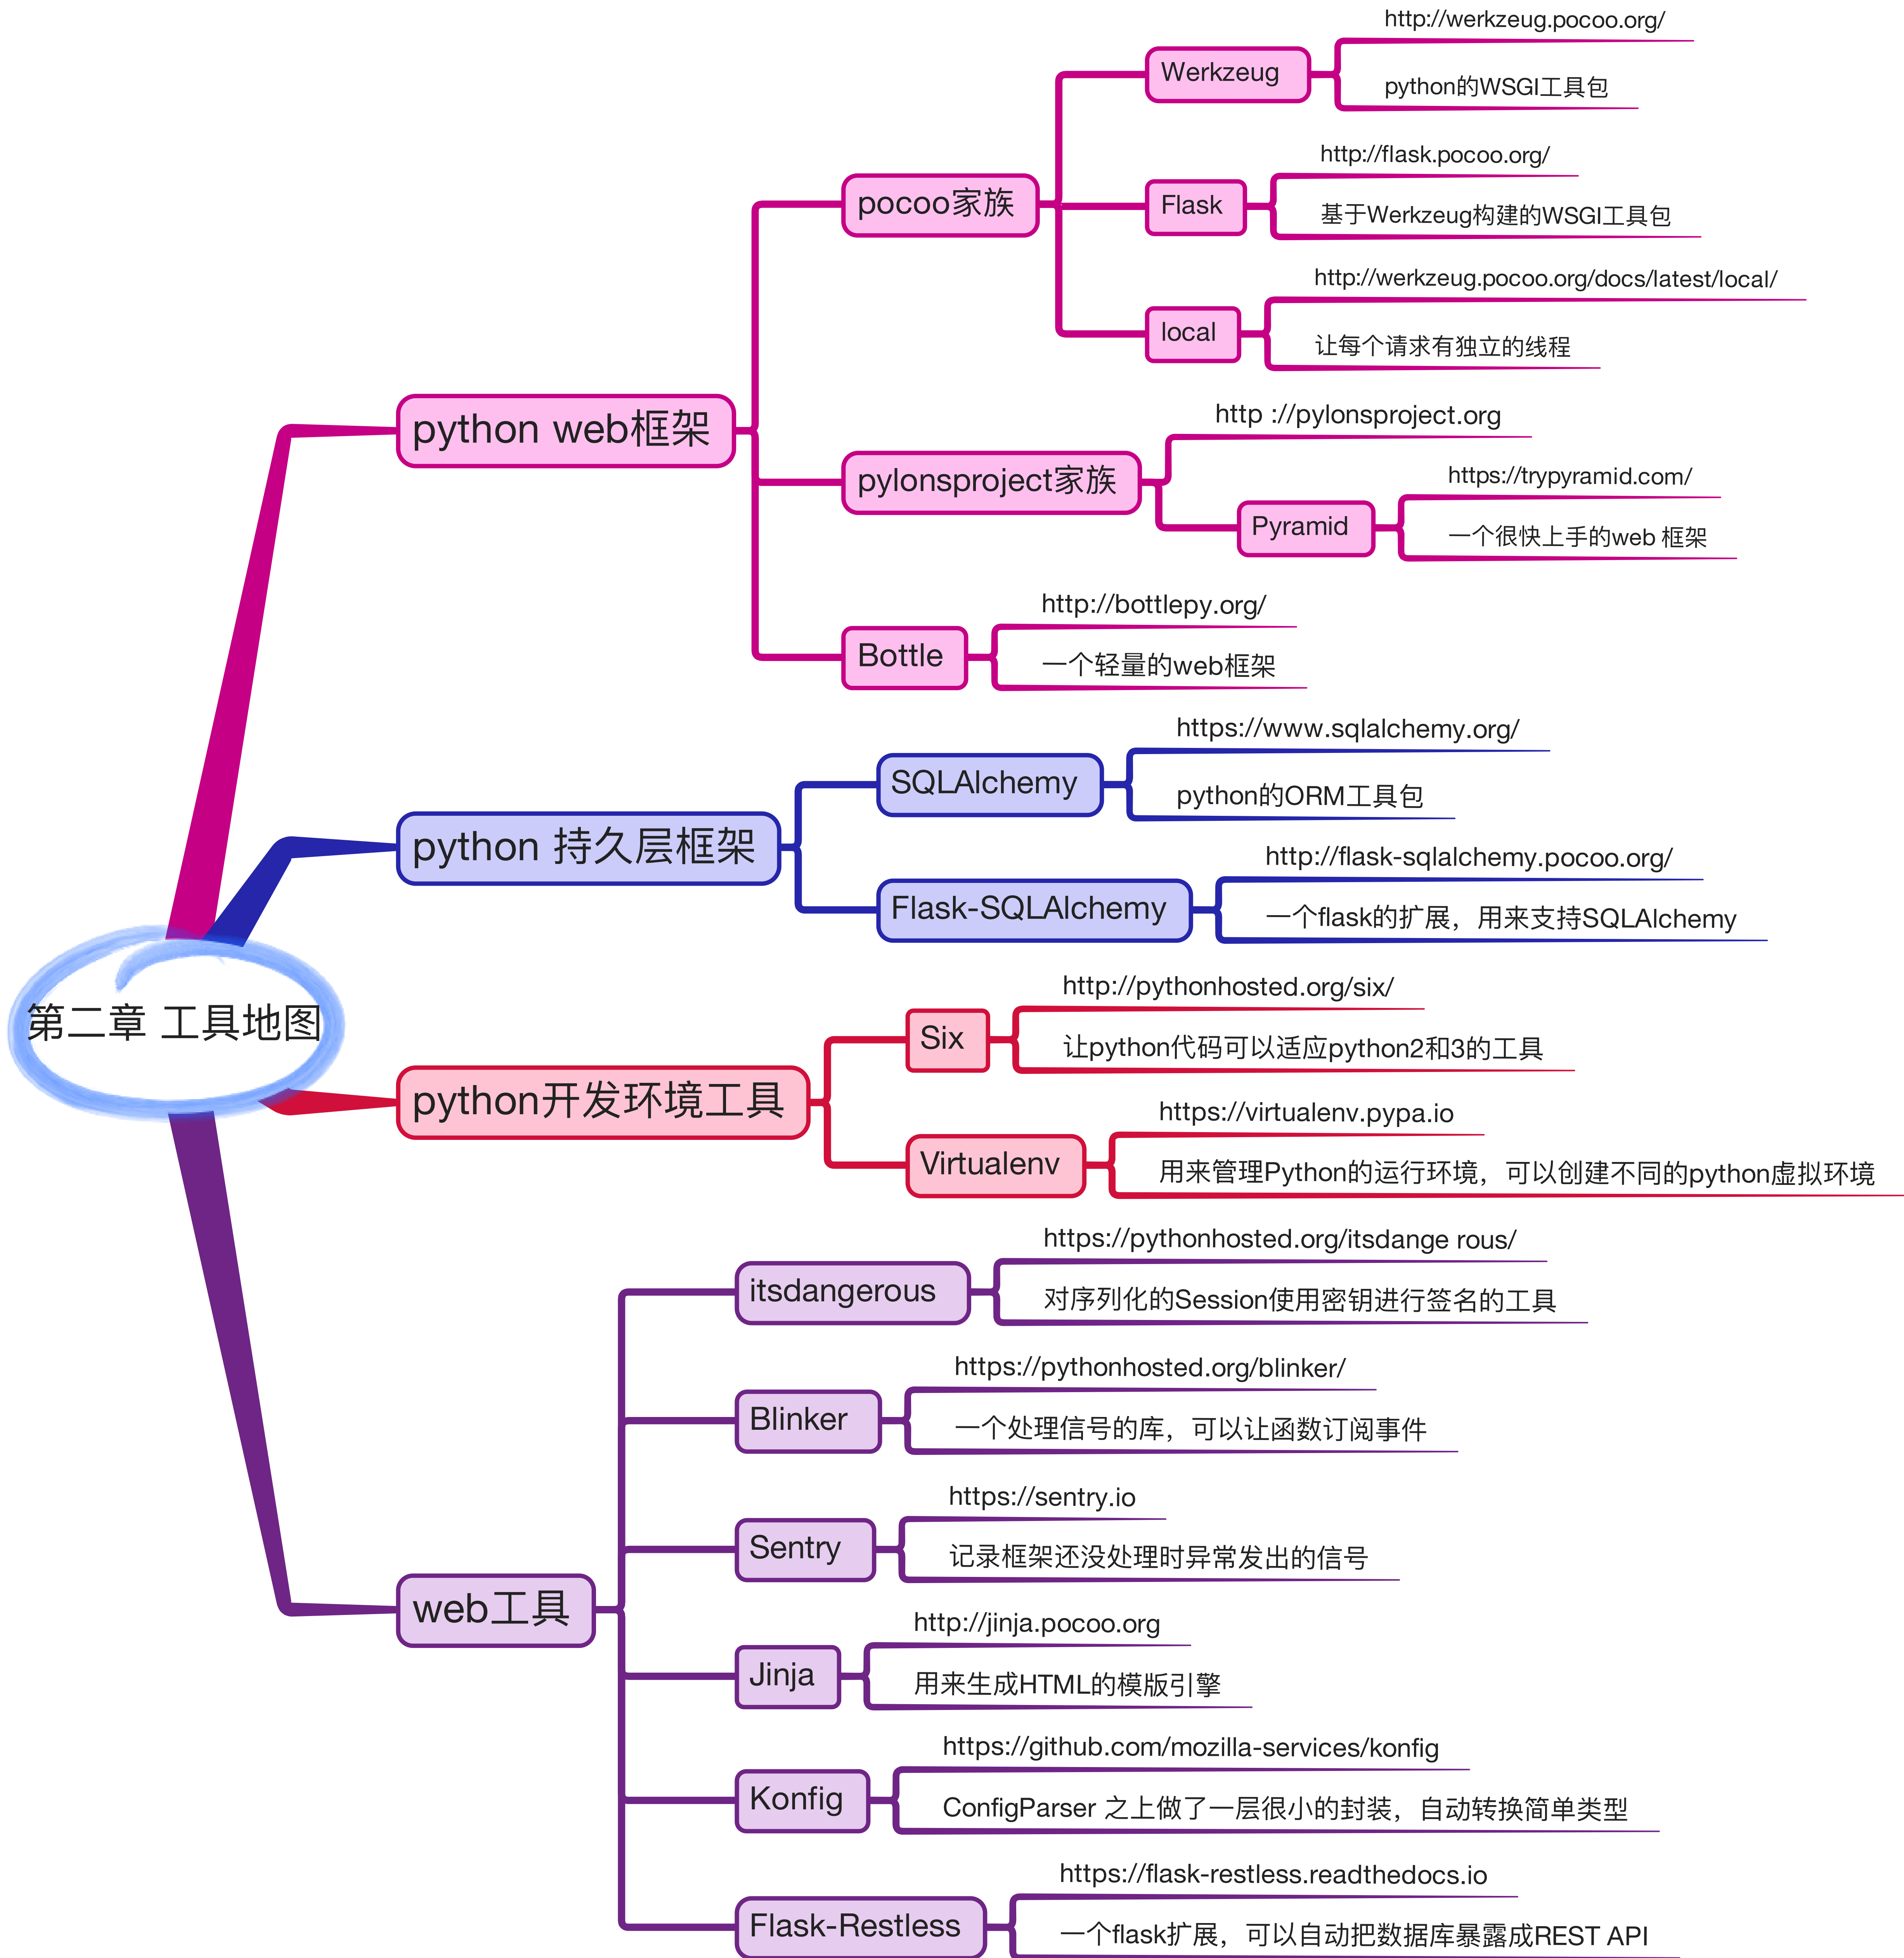 第二章 工具地图
python web框架
pocoo家族
Werkzeug
http://werkzeug.pocoo.org/
python的WSGI工具包
Flask
http://flask.pocoo.org/
基于Werkzeug构建的WSGI工具包
local
http://werkzeug.pocoo.org/docs/latest/local/
让每个请求有独立的线程
pylonsproject家族
http ://pylonsproject.org
Pyramid
https://trypyramid.com/
一个很快上手的web 框架
Bottle
http://bottlepy.org/
一个轻量的web框架
python 持久层框架
SQLAlchemy
https://www.sqlalchemy.org/
python的ORM工具包
Flask-SQLAlchemy
http://flask-sqlalchemy.pocoo.org/
一个flask的扩展，用来支持SQLAlchemy
python开发环境工具
Six
http://pythonhosted.org/six/
让python代码可以适应python2和3的工具
Virtualenv
https://virtualenv.pypa.io
用来管理Python的运行环境，可以创建不同的python虚拟环境
web工具
itsdangerous
https://pythonhosted.org/itsdange rous/
对序列化的Session使用密钥进行签名的工具
Blinker
https://pythonhosted.org/blinker/
一个处理信号的库，可以让函数订阅事件
Sentry
https://sentry.io
记录框架还没处理时异常发出的信号
Jinja
http://jinja.pocoo.org
用来生成HTML的模版引擎
Konfig
https://github.com/mozilla-services/konfig
ConfigParser 之上做了一层很小的封装，自动转换简单类型
Flask-Restless
https://flask-restless.readthedocs.io
一个flask扩展，可以自动把数据库暴露成REST API